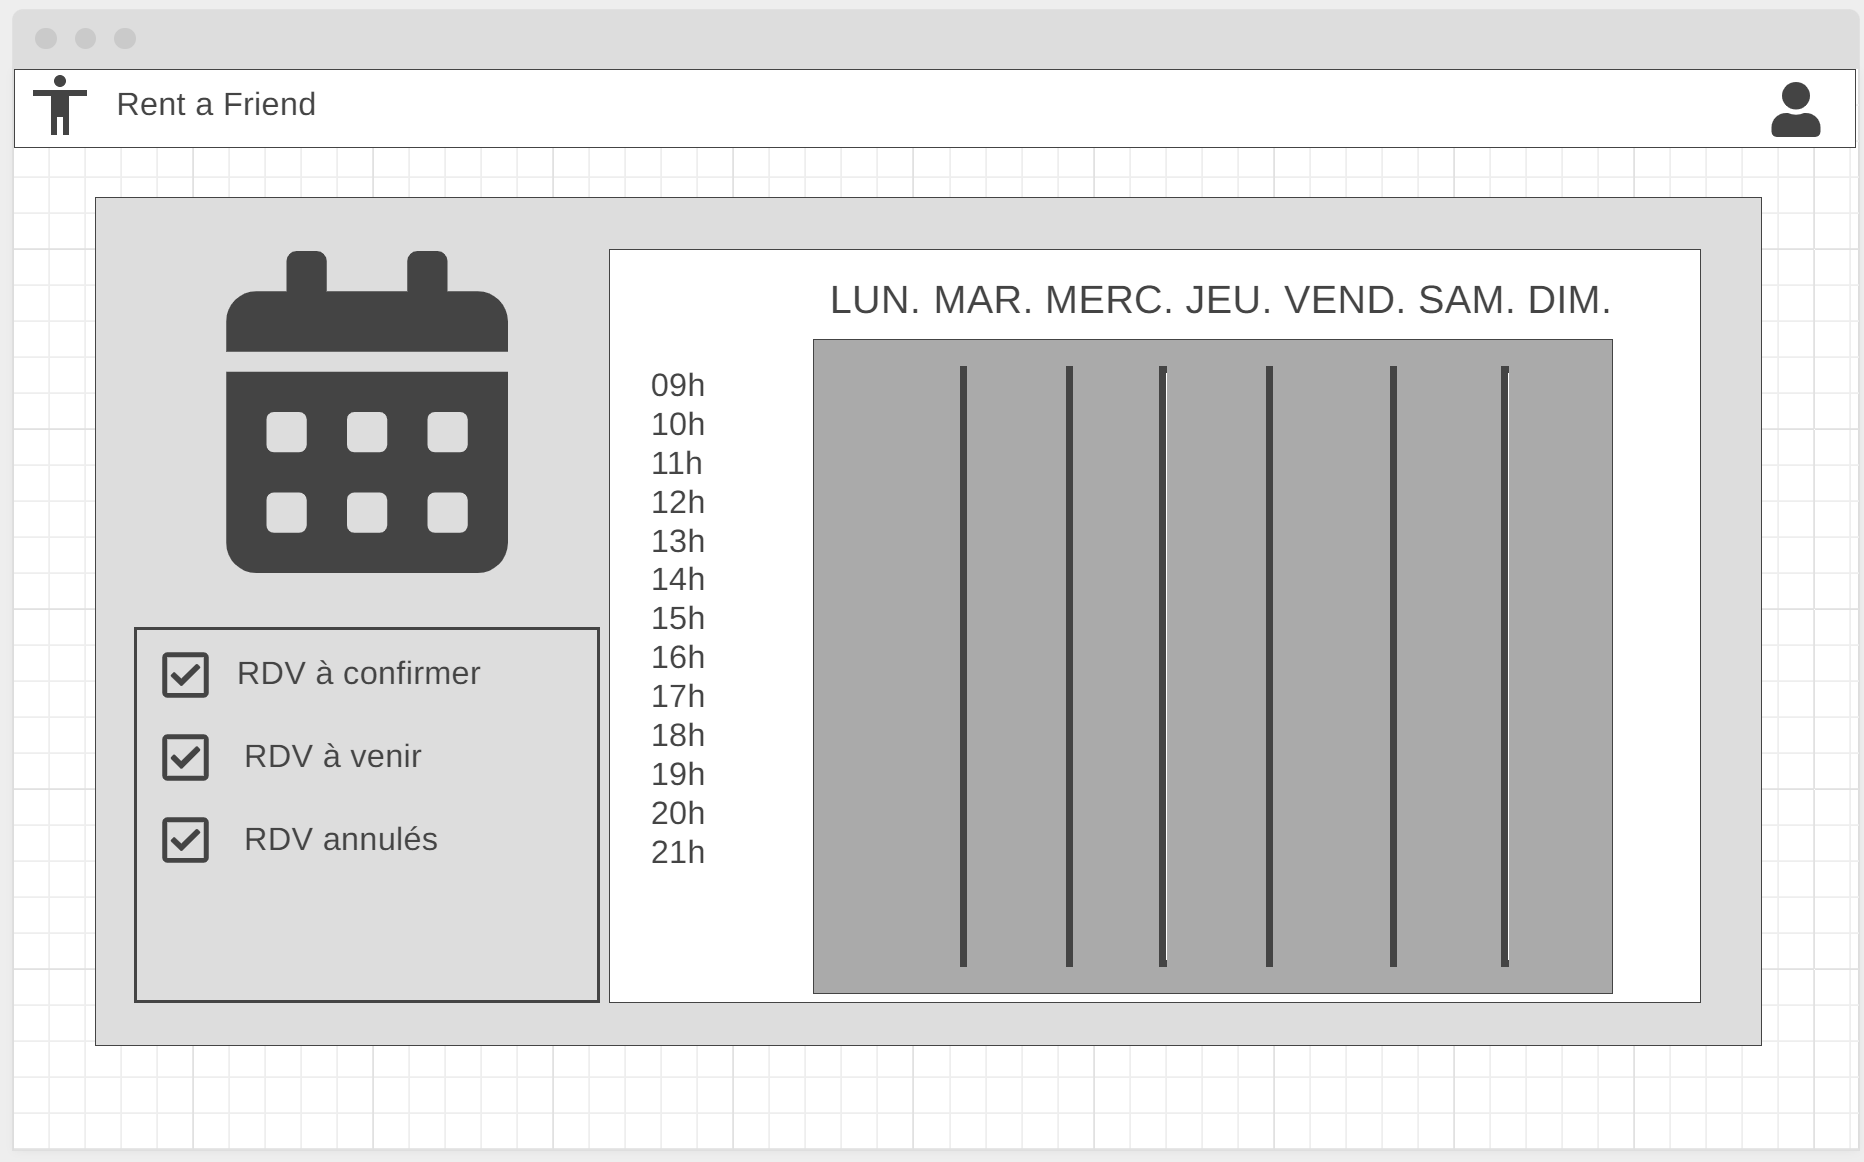 Rent a Friend
LUN. MAR. MERC. JEU. VEND. SAM. DIM.
09h
10h
11h
12h
13h
14h
15h
16h
17h
18h
19h
20h
21h
RDV à confirmer
RDV à venir
RDV annulés